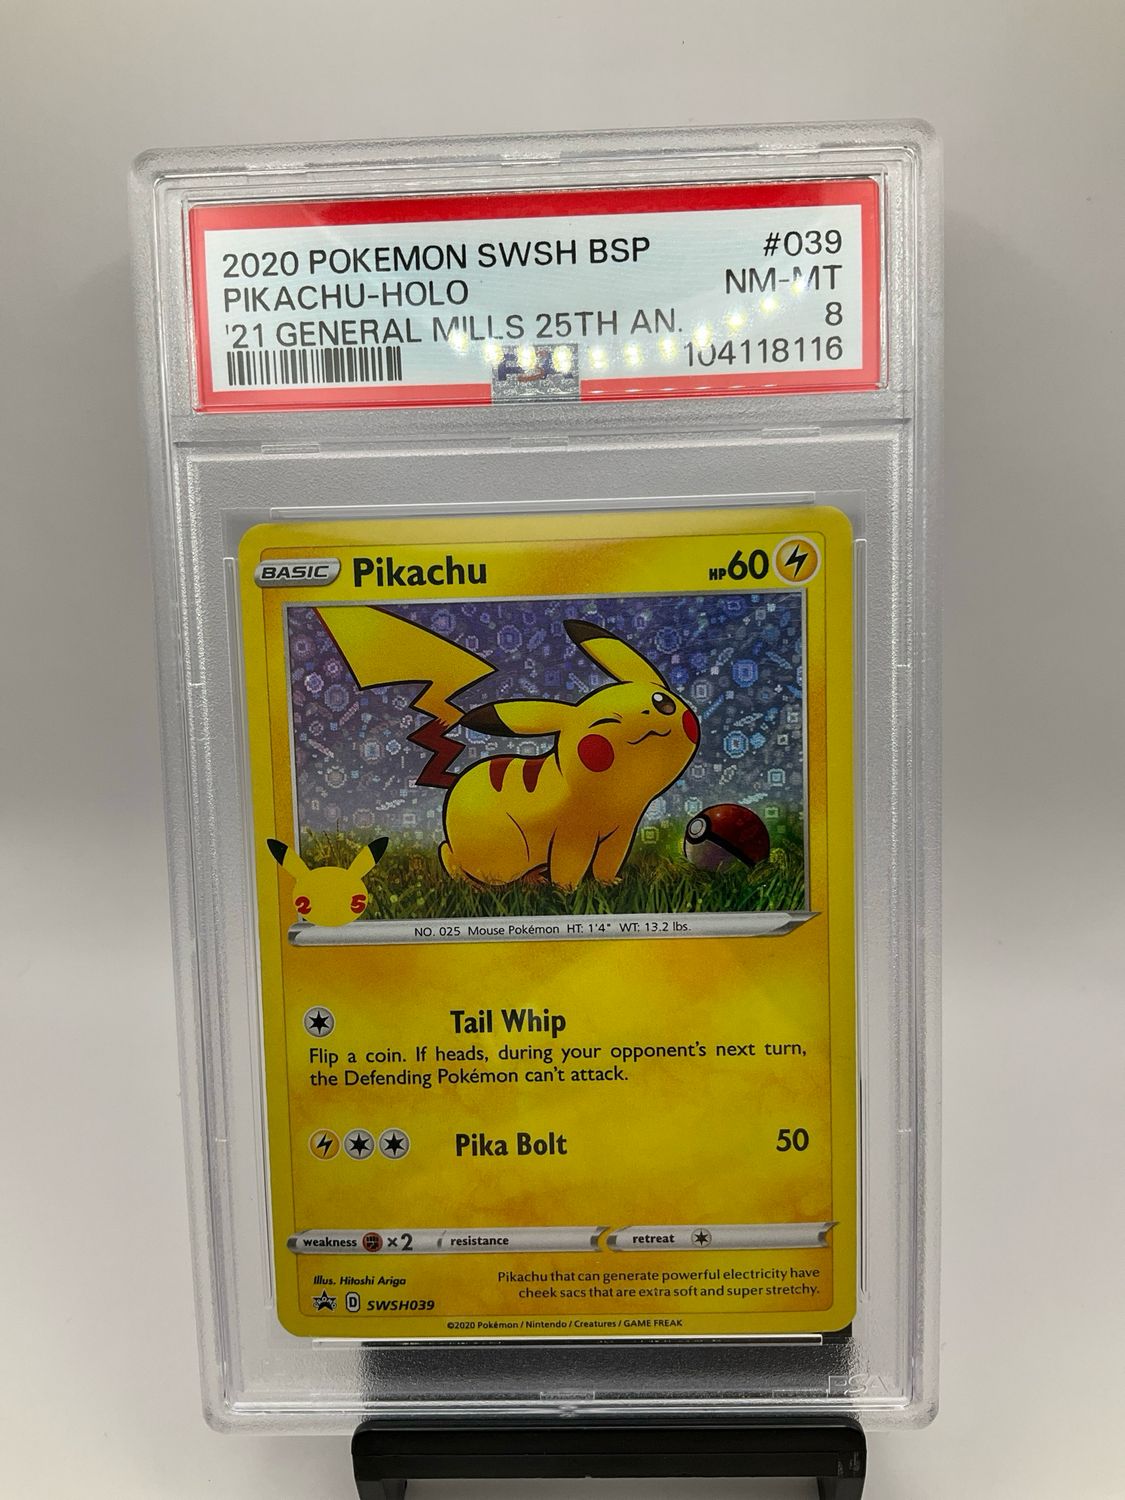 2020 POKEMON SWSH BSP #039
PIKACHU-HOLO NM-MT
'21 GENERAL MILLS 25TH AN. 8
104118116
PSA
BASIC Pikachu HP60
25
NO. 025 Mouse Pokémon HT: 1'4" WT: 13.2 lbs.
Tail Whip
Flip a coin. If heads, during your opponent's next turn,
the Defending Pokémon can't attack.
Pika Bolt 50
weakness ×2 resistance retreat
Illus. Hitoshi Ariga
Pikachu that can generate powerful electricity have
cheek sacs that are extra soft and super stretchy.
D SWSH039
©2020 Pokémon / Nintendo / Creatures / GAME FREAK
PSA